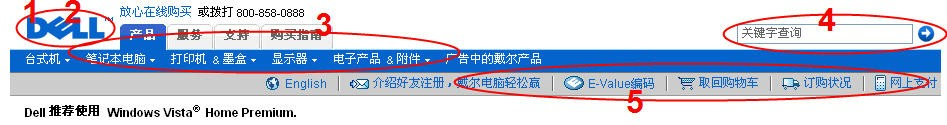 1 2 3 4 5
DELL™ 放心在线购买 或拨打 800-858-0888
产品 服务 支持 购买指南 关键字查询
台式机 笔记本电脑 打印机 & 墨盒 显示器 电子产品 & 附件 广告中的戴尔产品
English 介绍好友注册，戴尔电脑轻松赢 E-Value编码 取回购物车 订购状况 网上支付
Dell 推荐使用 Windows Vista® Home Premium.